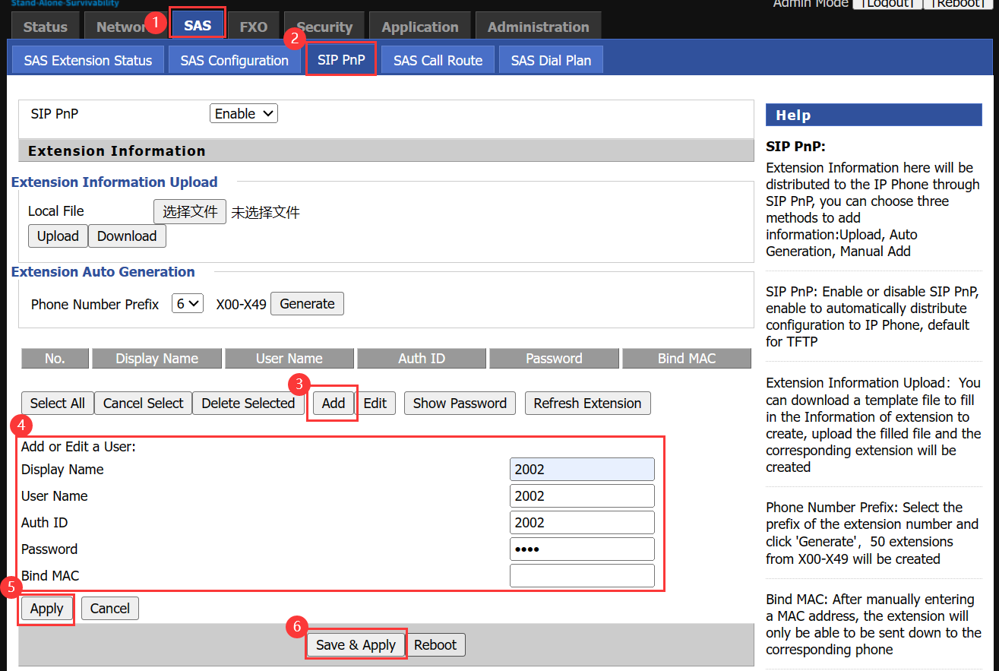 Stand-Alone-Survivability
Admin Mode [Logout] [Reboot]
Status Networ 1 SAS FXO Security Application Administration
2
SAS Extension Status SAS Configuration SIP PnP SAS Call Route SAS Dial Plan
SIP PnP Enable
Extension Information
Extension Information Upload
Local File 选择文件 未选择文件
Upload Download
Extension Auto Generation
Phone Number Prefix 6 X00-X49 Generate
No. Display Name User Name Auth ID Password Bind MAC
3
Select All Cancel Select Delete Selected Add Edit Show Password Refresh Extension
4
Add or Edit a User:
Display Name 2002
User Name 2002
Auth ID 2002
Password ••••
Bind MAC
5
Apply Cancel
6
Save & Apply Reboot
Help
SIP PnP:
Extension Information here will be
distributed to the IP Phone through
SIP PnP, you can choose three
methods to add
information:Upload, Auto
Generation, Manual Add
SIP PnP: Enable or disable SIP PnP,
enable to automatically distribute
configuration to IP Phone, default
for TFTP
Extension Information Upload：You
can download a template file to fill
in the Information of extension to
create, upload the filled file and the
corresponding extension will be
created
Phone Number Prefix: Select the
prefix of the extension number and
click 'Generate'，50 extensions
from X00-X49 will be created
Bind MAC: After manually entering
a MAC address, the extension will
only be able to be sent down to the
corresponding phone